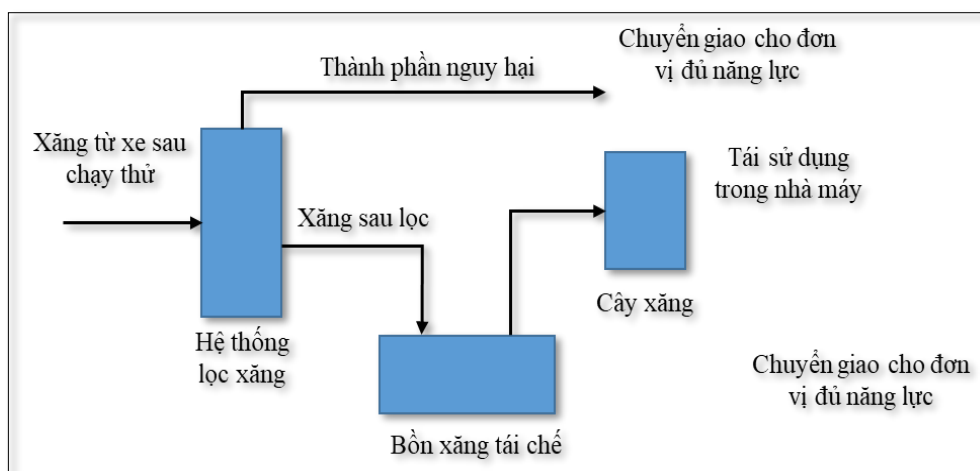 Chuyển giao cho đơn
vị đủ năng lực
Thành phần nguy hại
Xăng từ xe sau
chạy thử
Tái sử dụng
trong nhà máy
Xăng sau lọc
Cây xăng
Hệ thống
lọc xăng
Chuyển giao cho đơn
vị đủ năng lực
Bồn xăng tái chế